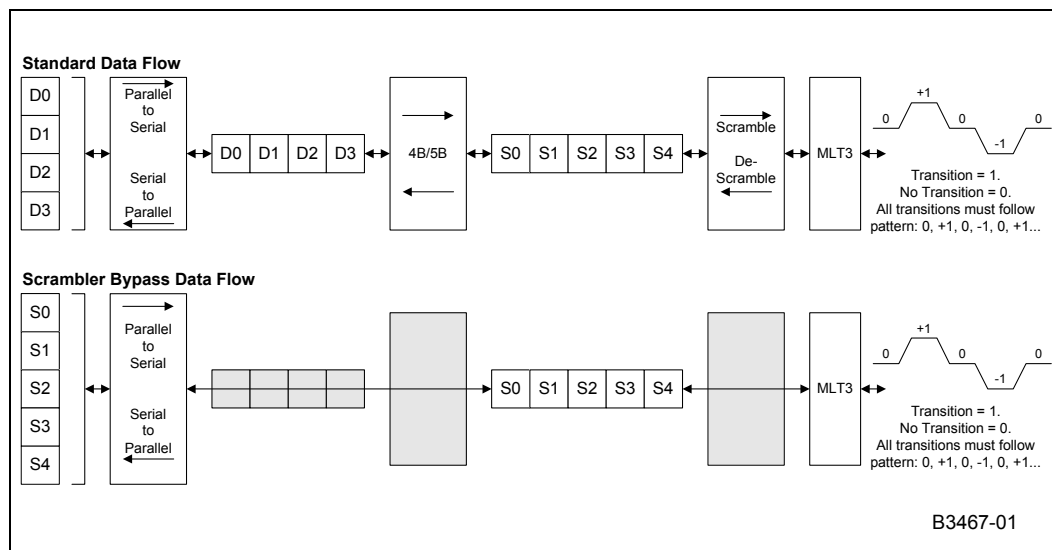 Standard Data Flow
D0
D1
D2
D3
Parallel
to
Serial
Serial
to
Parallel
D0 D1 D2 D3
4B/5B
S0 S1 S2 S3 S4
Scramble
De-
Scramble
MLT3
0 +1 0 -1 0
Transition = 1.
No Transition = 0.
All transitions must follow
pattern: 0, +1, 0, -1, 0, +1...
Scrambler Bypass Data Flow
S0
S1
S2
S3
S4
Parallel
to
Serial
Serial
to
Parallel
S0 S1 S2 S3 S4
MLT3
0 +1 0 -1 0
Transition = 1.
No Transition = 0.
All transitions must follow
pattern: 0, +1, 0, -1, 0, +1...
B3467-01